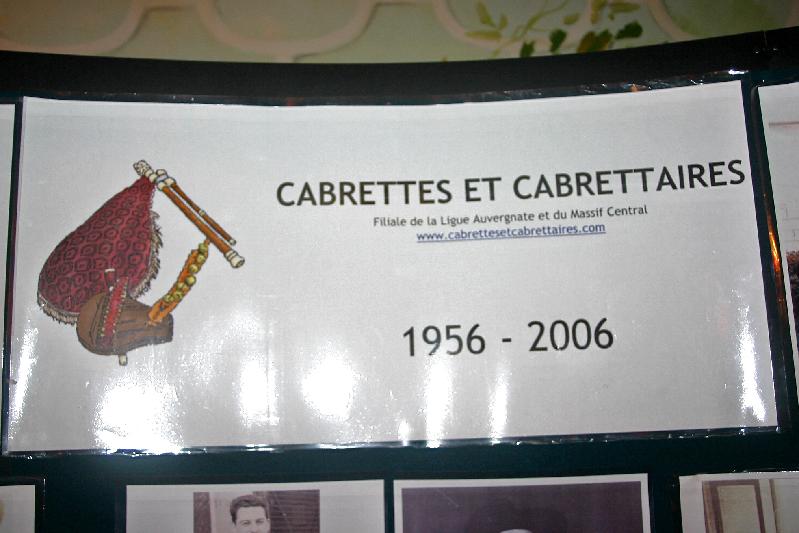 CABRETTES ET CABRETTAIRES
Filiale de la Ligue Auvergnate et du Massif Central
www.cabrettesetcabrettaires.com
1956 - 2006